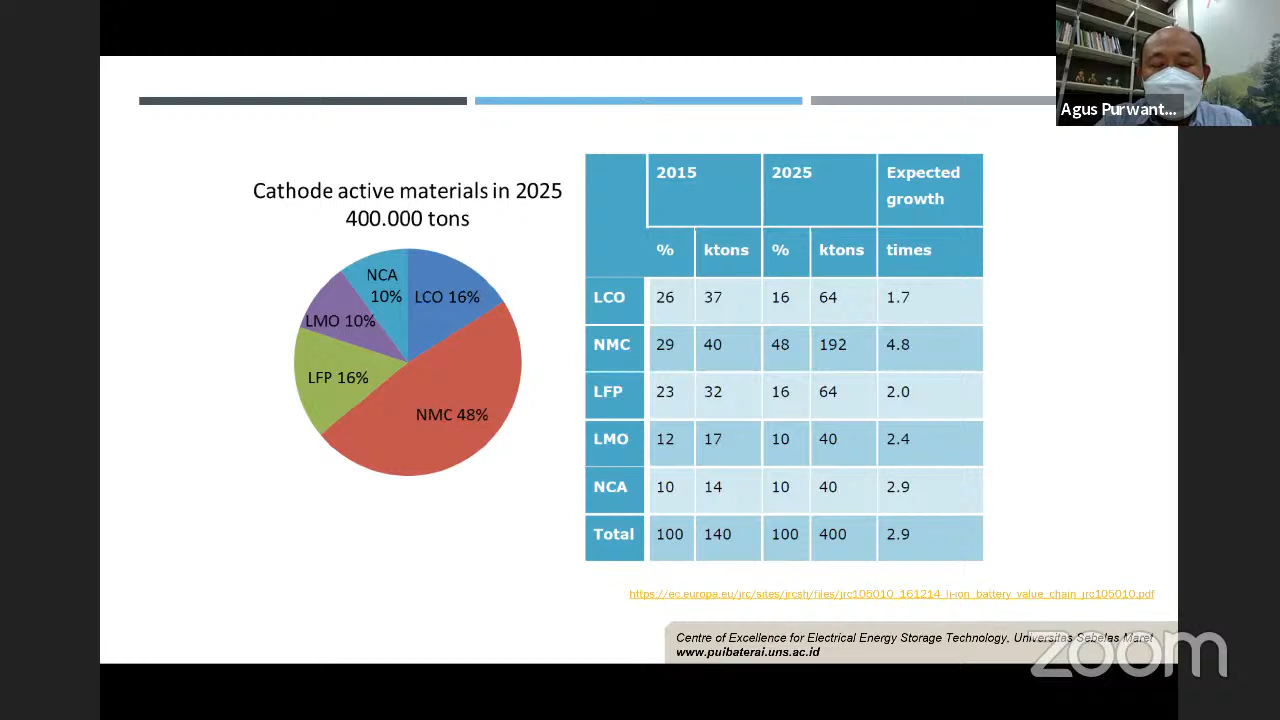 Agus Purwant...
Cathode active materials in 2025
400.000 tons
NCA
10%
LCO 16%
LMO 10%
LFP 16%
NMC 48%
2015 2025 Expected growth
% ktons % ktons times
LCO 26 37 16 64 1.7
NMC 29 40 48 192 4.8
LFP 23 32 16 64 2.0
LMO 12 17 10 40 2.4
NCA 10 14 10 40 2.9
Total 100 140 100 400 2.9
https://ec.europa.eu/jrc/sites/jrcsh/files/jrc105010_161214_li-ion_battery_value_chain_jrc105010.pdf
Centre of Excellence for Electrical Energy Storage Technology, Universitas Sebelas Maret
www.puibaterai.uns.ac.id
zoom